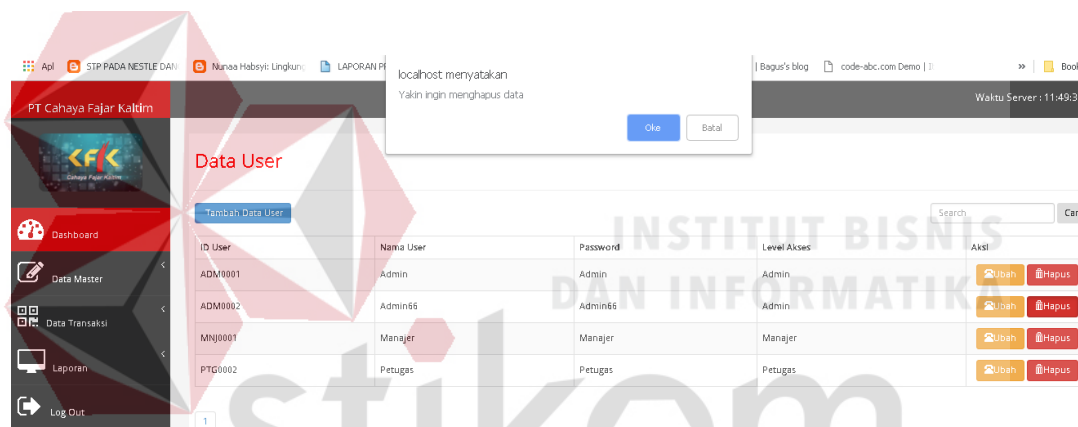 Apl STP PADA NESTLE DAN Nunaa Habsyi: Lingkung LAPORAN PI | Bagus's blog code-abc.com Demo | » Book
localhost menyatakan
Yakin ingin menghapus data
Oke Batal
PT Cahaya Fajar Kaltim
Waktu Server : 11:49:3
CFK
Cahaya Fajar Kaltim
Data User
Tambah Data User
Search
Car
Dashboard
Data Master
Data Transaksi
Laporan
Log Out
ID User Nama User Password Level Akses Aksi
ADM0001 Admin Admin Admin Ubah Hapus
ADM0002 Admin66 Admin66 Admin Ubah Hapus
MNJ0001 Manajer Manajer Manajer Ubah Hapus
PTG0002 Petugas Petugas Petugas Ubah Hapus
1
INSTITUT BISNIS
DAN INFORMATIKA
stikom